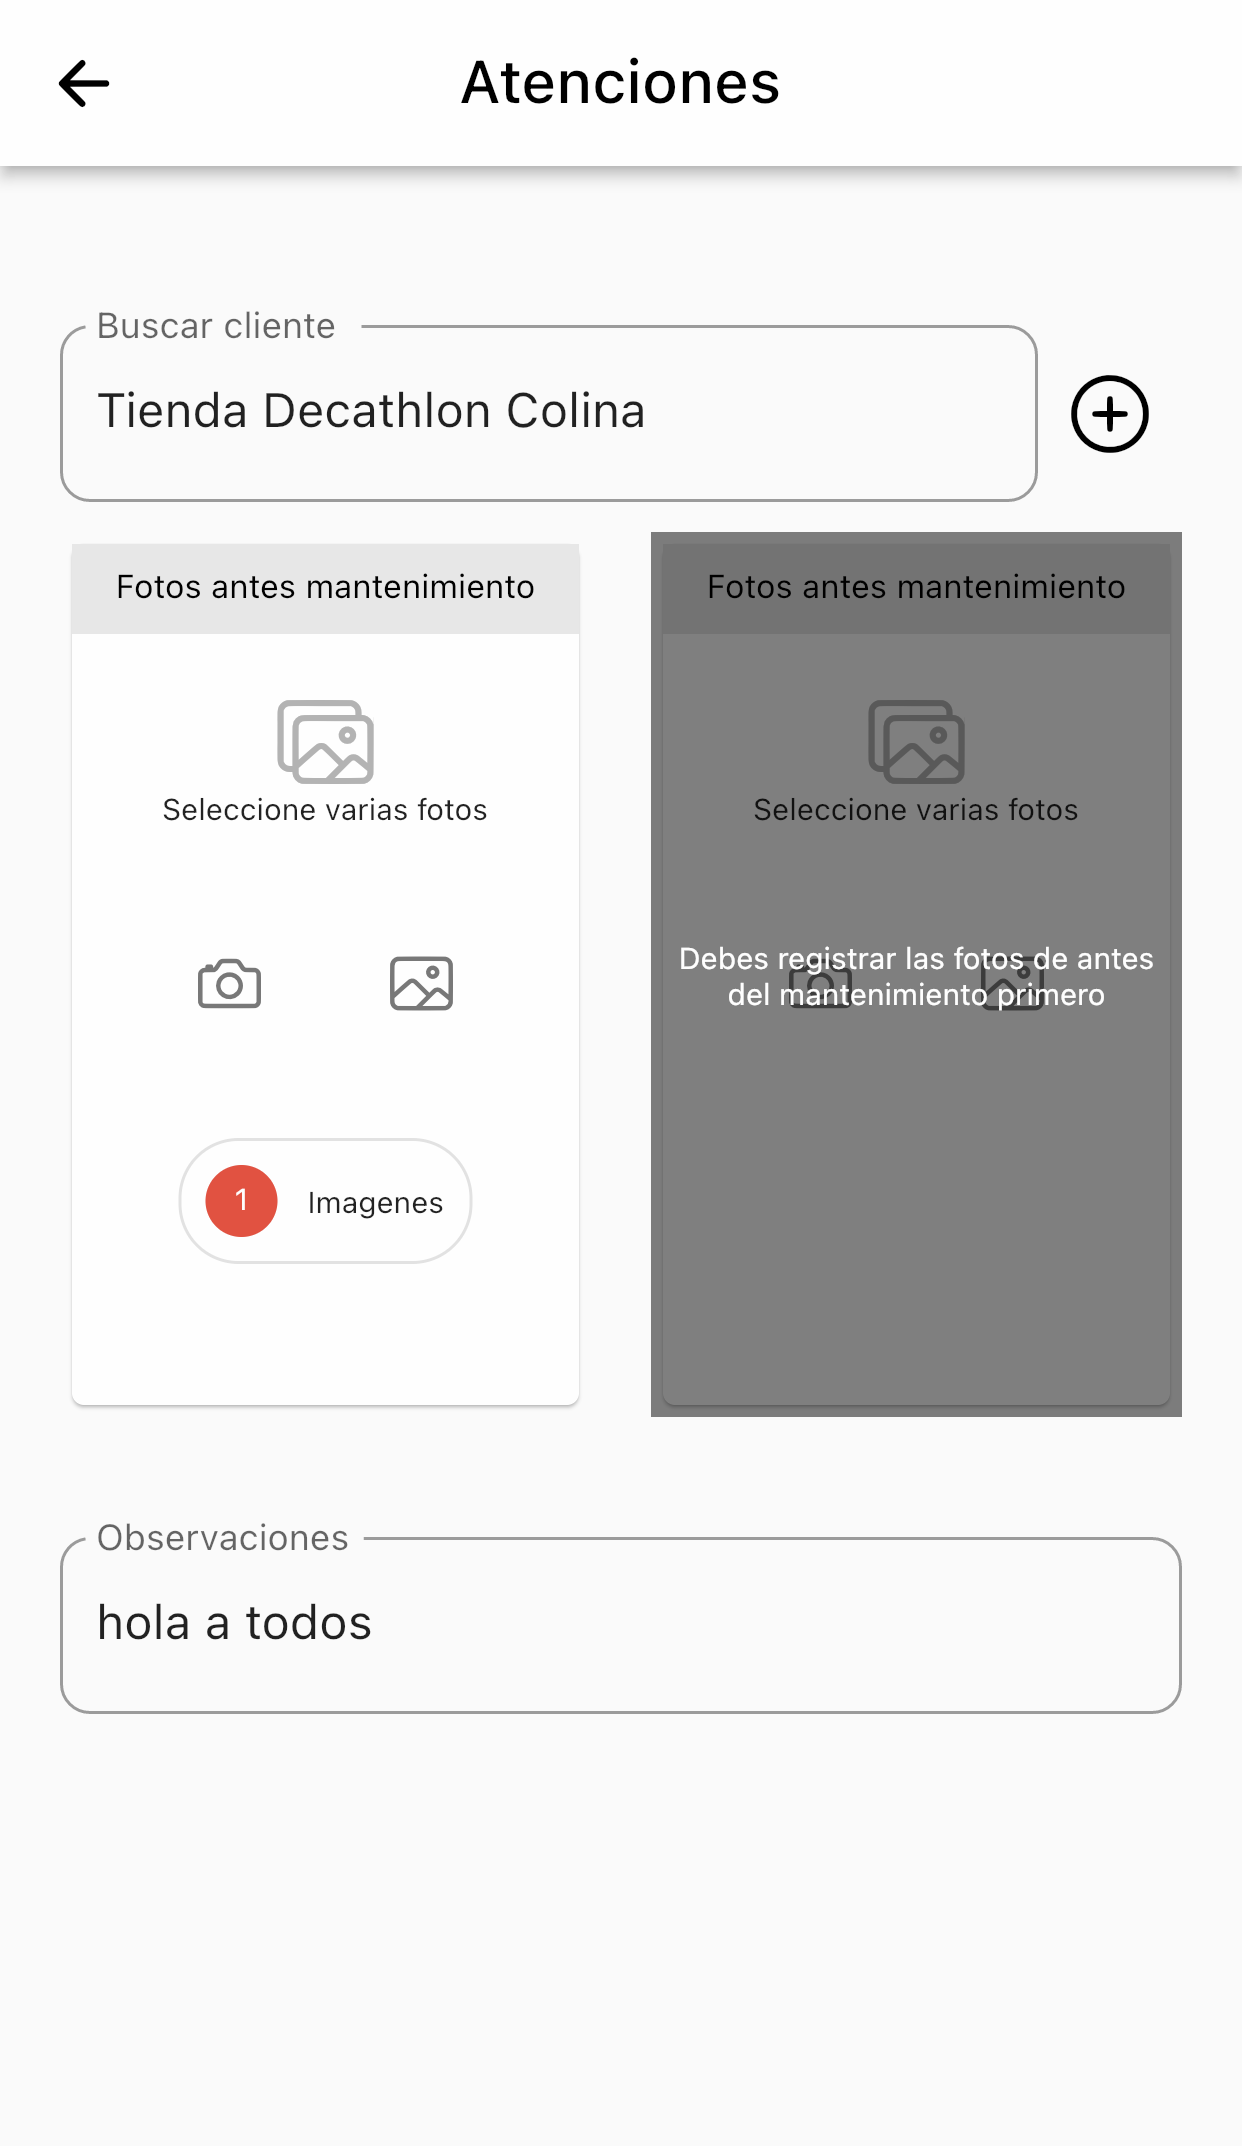 Atenciones
Buscar cliente
Tienda Decathlon Colina
Fotos antes mantenimiento
Seleccione varias fotos
1 Imagenes
Fotos antes mantenimiento
Seleccione varias fotos
Debes registrar las fotos de antes
del mantenimiento primero
Observaciones
hola a todos